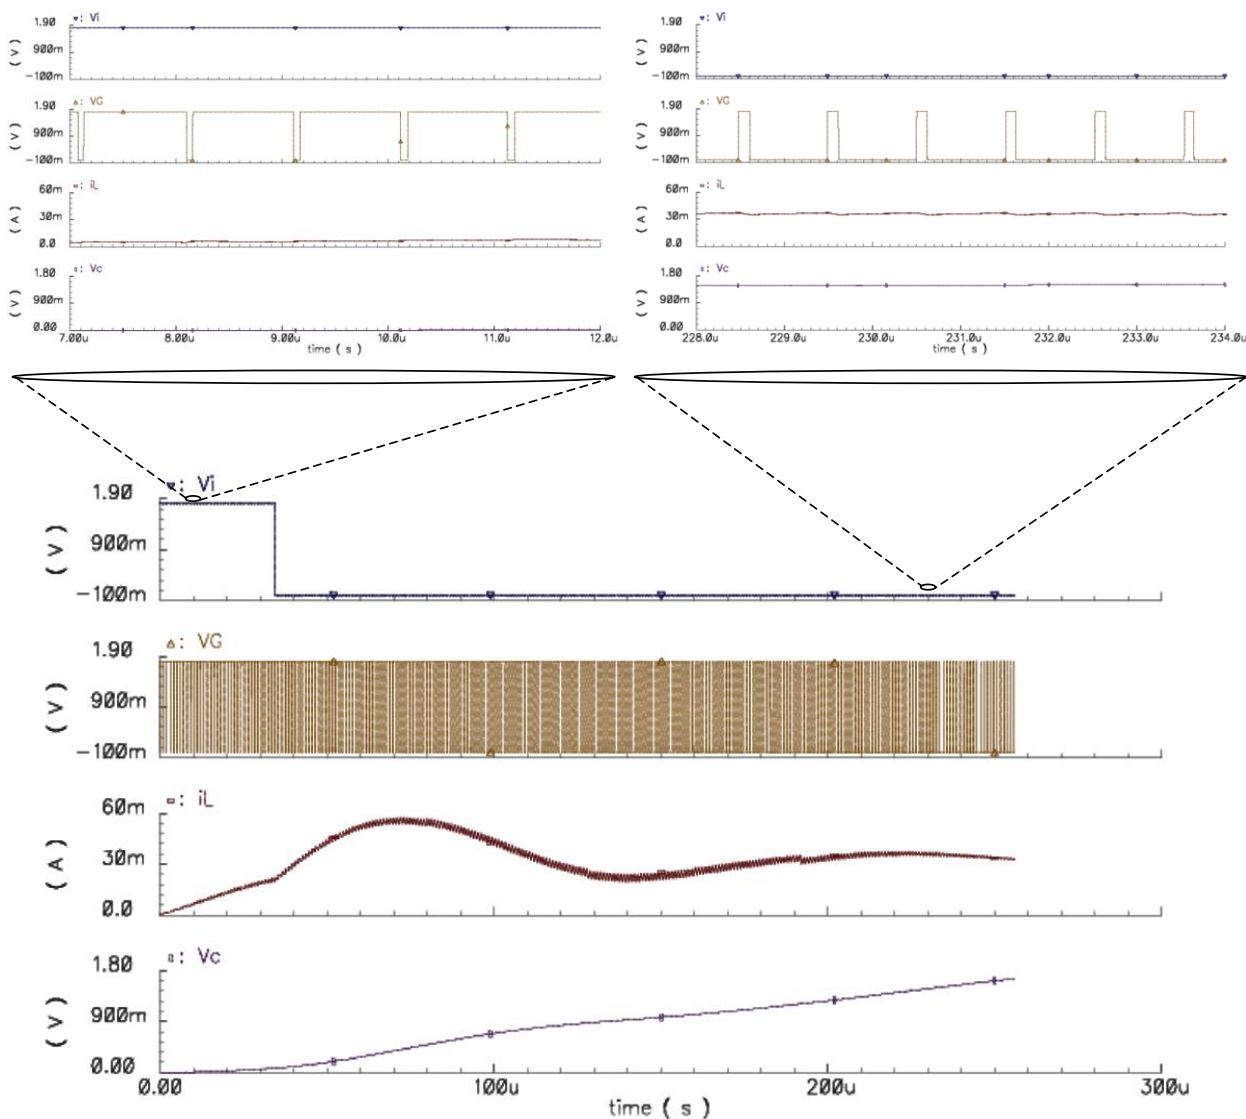 ▼: Vi
1.90
900m
-100m
( V )
△: VG
1.90
900m
-100m
( V )
▫: iL
60m
30m
0.0
( A )
▯: Vc
1.80
900m
0.00
( V )
7.00u 8.00u 9.00u 10.0u 11.0u 12.0u
time ( s )
▼: Vi
1.90
900m
-100m
( V )
△: VG
1.90
900m
-100m
( V )
▫: iL
60m
30m
0.0
( A )
▯: Vc
1.80
900m
0.00
( V )
228.0u 229.0u 230.0u 231.0u 232.0u 233.0u 234.0u
time ( s )
▼: Vi
1.90
900m
-100m
( V )
△: VG
1.90
900m
-100m
( V )
▫: iL
60m
30m
0.0
( A )
▯: Vc
1.80
900m
0.00
( V )
0.00 100u 200u 300u
time ( s )